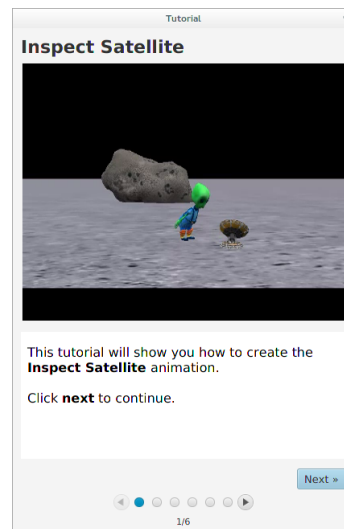 Tutorial
Inspect Satellite
This tutorial will show you how to create the
Inspect Satellite animation.
Click next to continue.
Next »
1/6